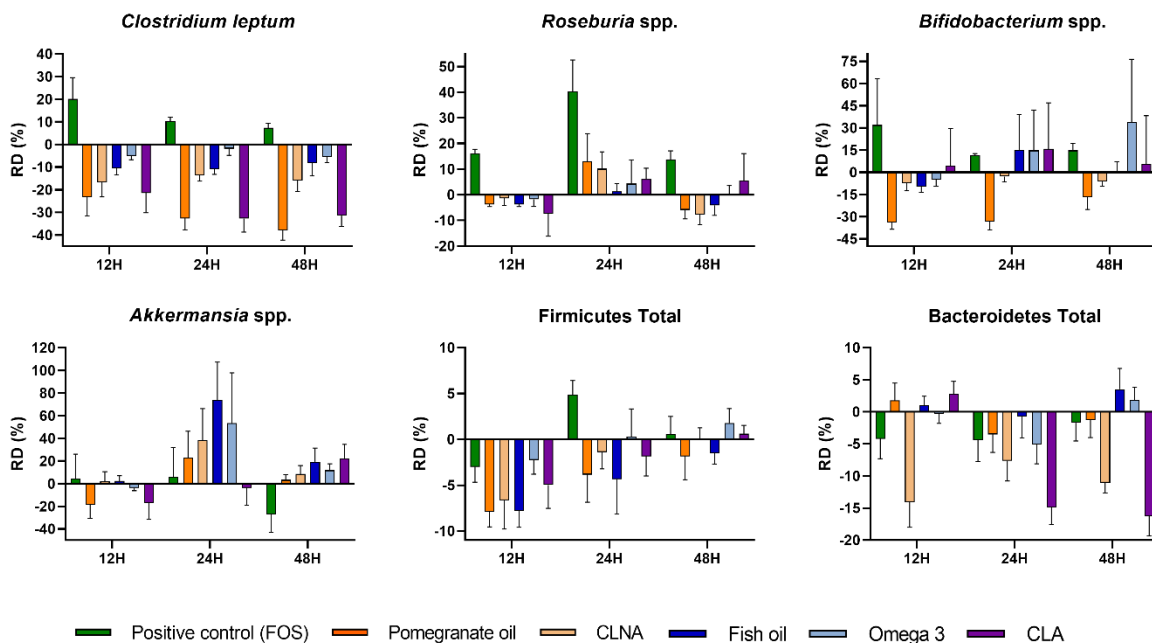 Clostridium leptum
RD (%)
40
30
20
10
0
-10
-20
-30
-40
12H 24H 48H
Roseburia spp.
RD (%)
50
40
30
20
10
0
-10
-20
12H 24H 48H
Bifidobacterium spp.
RD (%)
75
60
45
30
15
0
-15
-30
-45
12H 24H 48H
Akkermansia spp.
RD (%)
120
100
80
60
40
20
0
-20
-40
12H 24H 48H
Firmicutes Total
RD (%)
10
5
0
-5
-10
12H 24H 48H
Bacteroidetes Total
RD (%)
10
5
0
-5
-10
-15
-20
12H 24H 48H
Positive control (FOS) Pomegranate oil CLNA Fish oil Omega 3 CLA